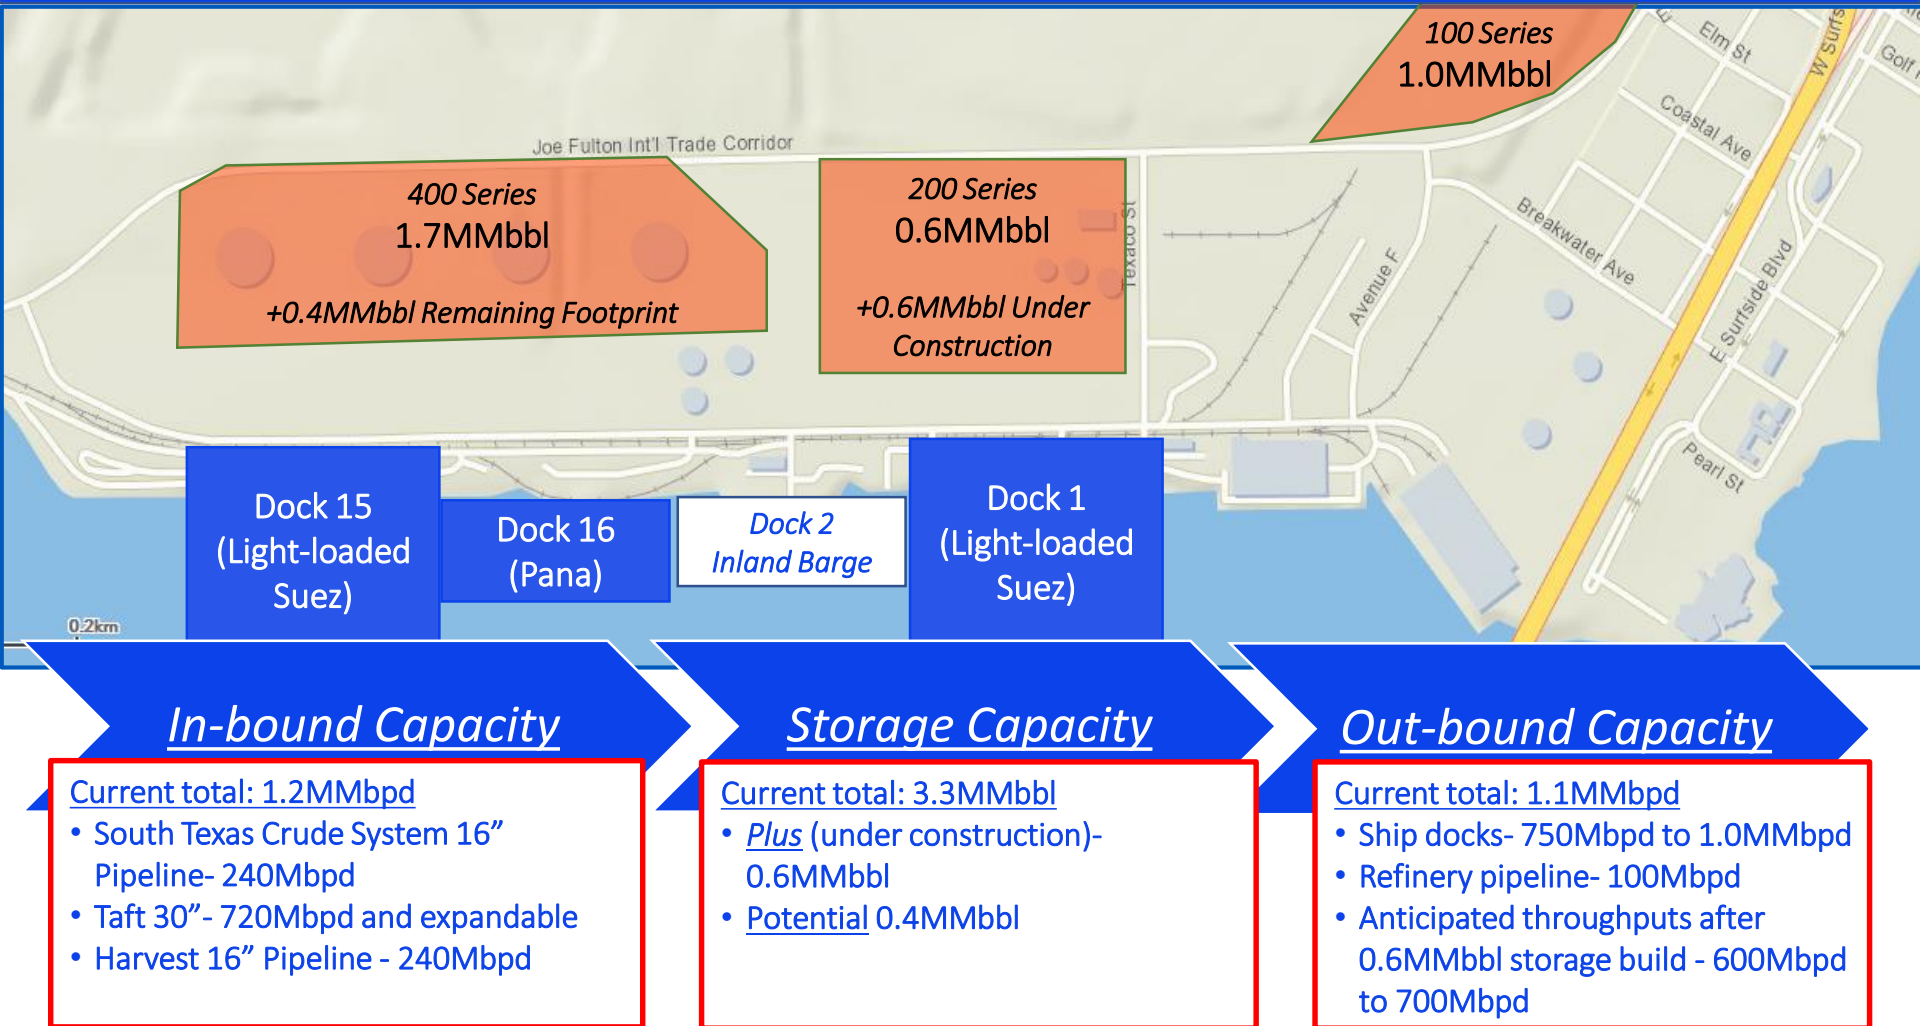 100 Series
1.0MMbbl
Elm St
W Surfs
Golf
Coastal Ave
Joe Fulton Int'l Trade Corridor
400 Series
1.7MMbbl
+0.4MMbbl Remaining Footprint
200 Series
0.6MMbbl
+0.6MMbbl Under
Construction
Texaco St
Breakwater Ave
Avenue F
E Surfside Blvd
Pearl St
Dock 15
(Light-loaded
Suez)
Dock 16
(Pana)
Dock 2
Inland Barge
Dock 1
(Light-loaded
Suez)
0.2km
In-bound Capacity
Current total: 1.2MMbpd
• South Texas Crude System 16”
Pipeline- 240Mbpd
• Taft 30”- 720Mbpd and expandable
• Harvest 16” Pipeline - 240Mbpd
Storage Capacity
Current total: 3.3MMbbl
• Plus (under construction)-
0.6MMbbl
• Potential 0.4MMbbl
Out-bound Capacity
Current total: 1.1MMbpd
• Ship docks- 750Mbpd to 1.0MMbpd
• Refinery pipeline- 100Mbpd
• Anticipated throughputs after
0.6MMbbl storage build - 600Mbpd
to 700Mbpd